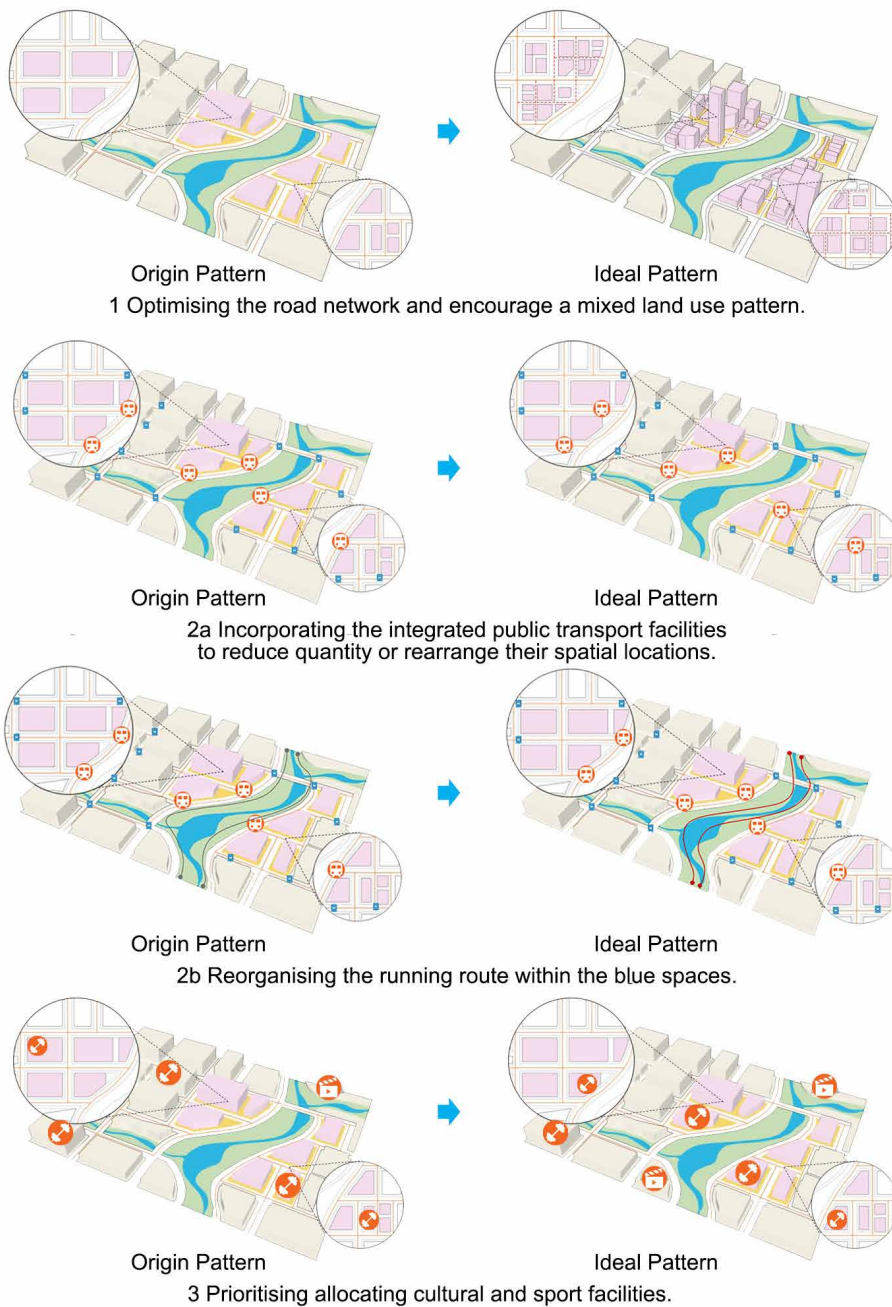 Origin Pattern
Ideal Pattern
1 Optimising the road network and encourage a mixed land use pattern.
Origin Pattern
Ideal Pattern
2a Incorporating the integrated public transport facilities
to reduce quantity or rearrange their spatial locations.
Origin Pattern
Ideal Pattern
2b Reorganising the running route within the blue spaces.
Origin Pattern
Ideal Pattern
3 Prioritising allocating cultural and sport facilities.